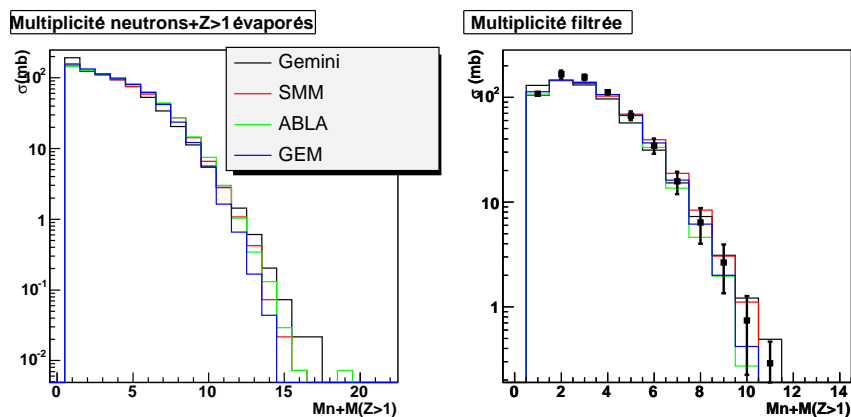 Multiplicité neutrons+Z>1 évaporés
σ(mb)
10²
10
1
10⁻¹
10⁻²
0 5 10 15 20
Mn+M(Z>1)
Gemini
SMM
ABLA
GEM
Multiplicité filtrée
σ (mb)
10²
10
1
0 2 4 6 8 10 12 14
Mn+M(Z>1)